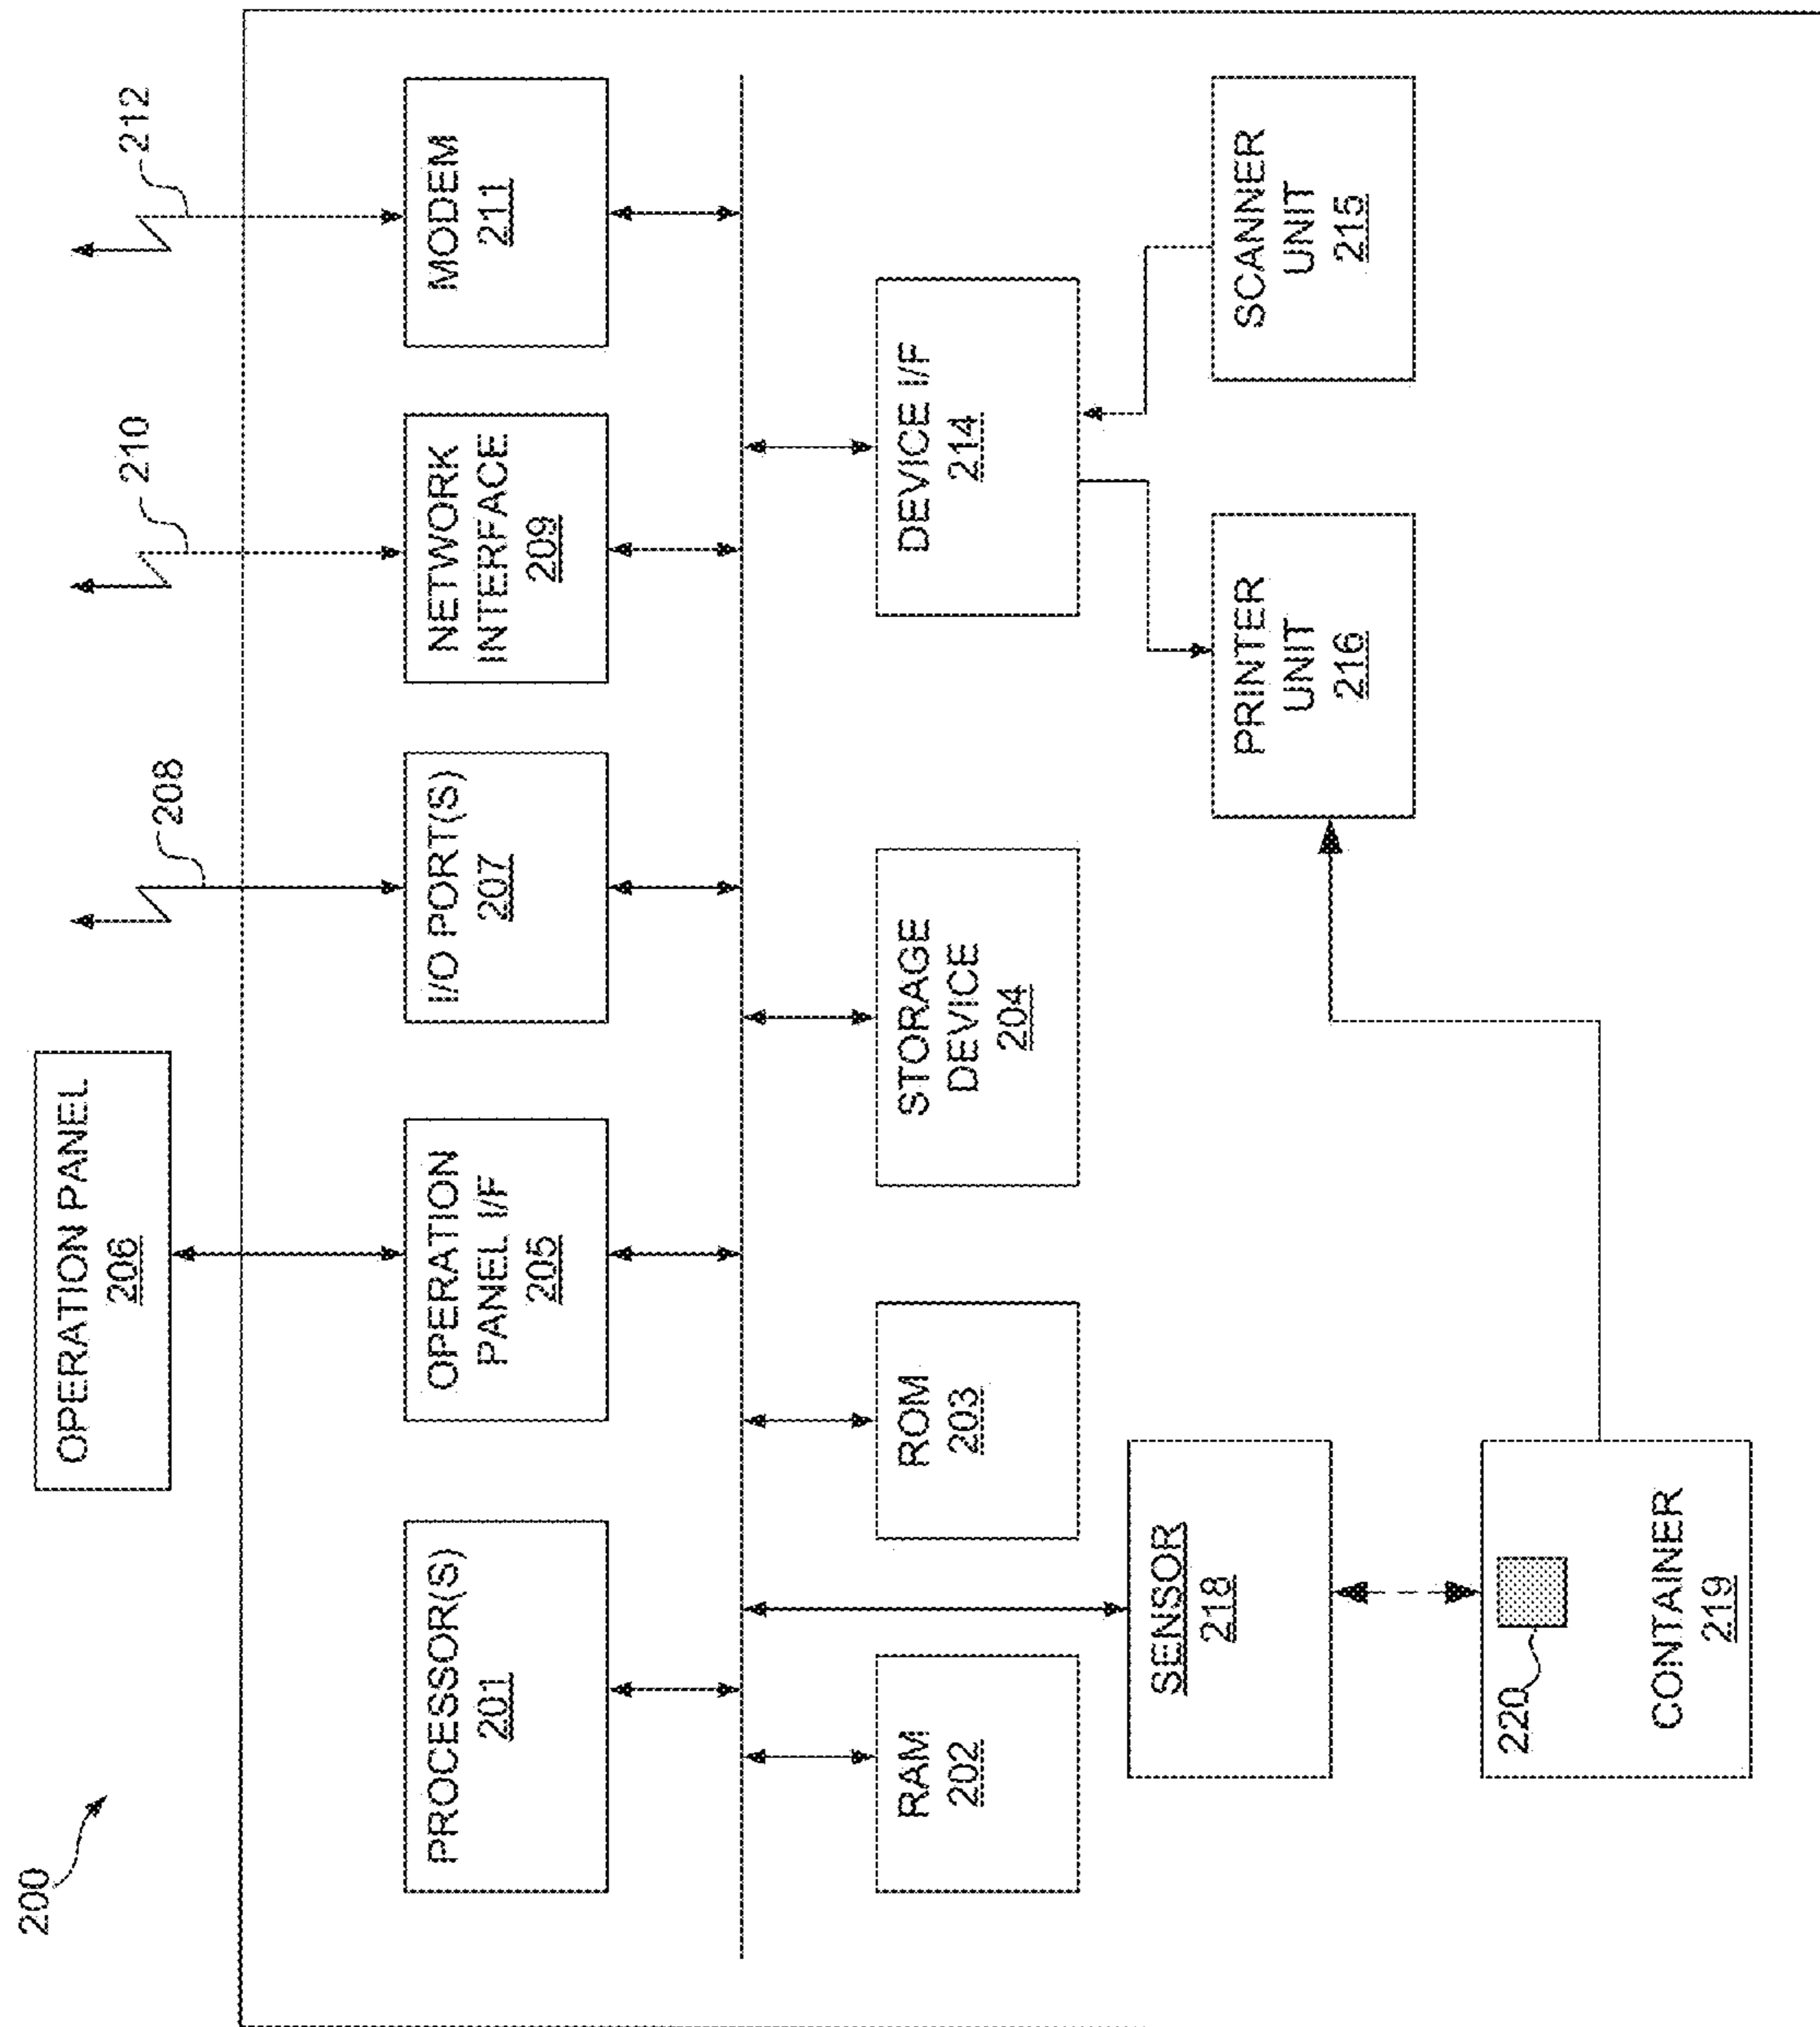 200
OPERATION PANEL
206
208
210
212
PROCESSOR(S)
201
OPERATION
PANEL I/F
205
I/O PORT(S)
207
NETWORK
INTERFACE
209
MODEM
211
RAM
202
ROM
203
STORAGE
DEVICE
204
DEVICE I/F
214
SENSOR
218
PRINTER
UNIT
216
SCANNER
UNIT
215
220
CONTAINER
219